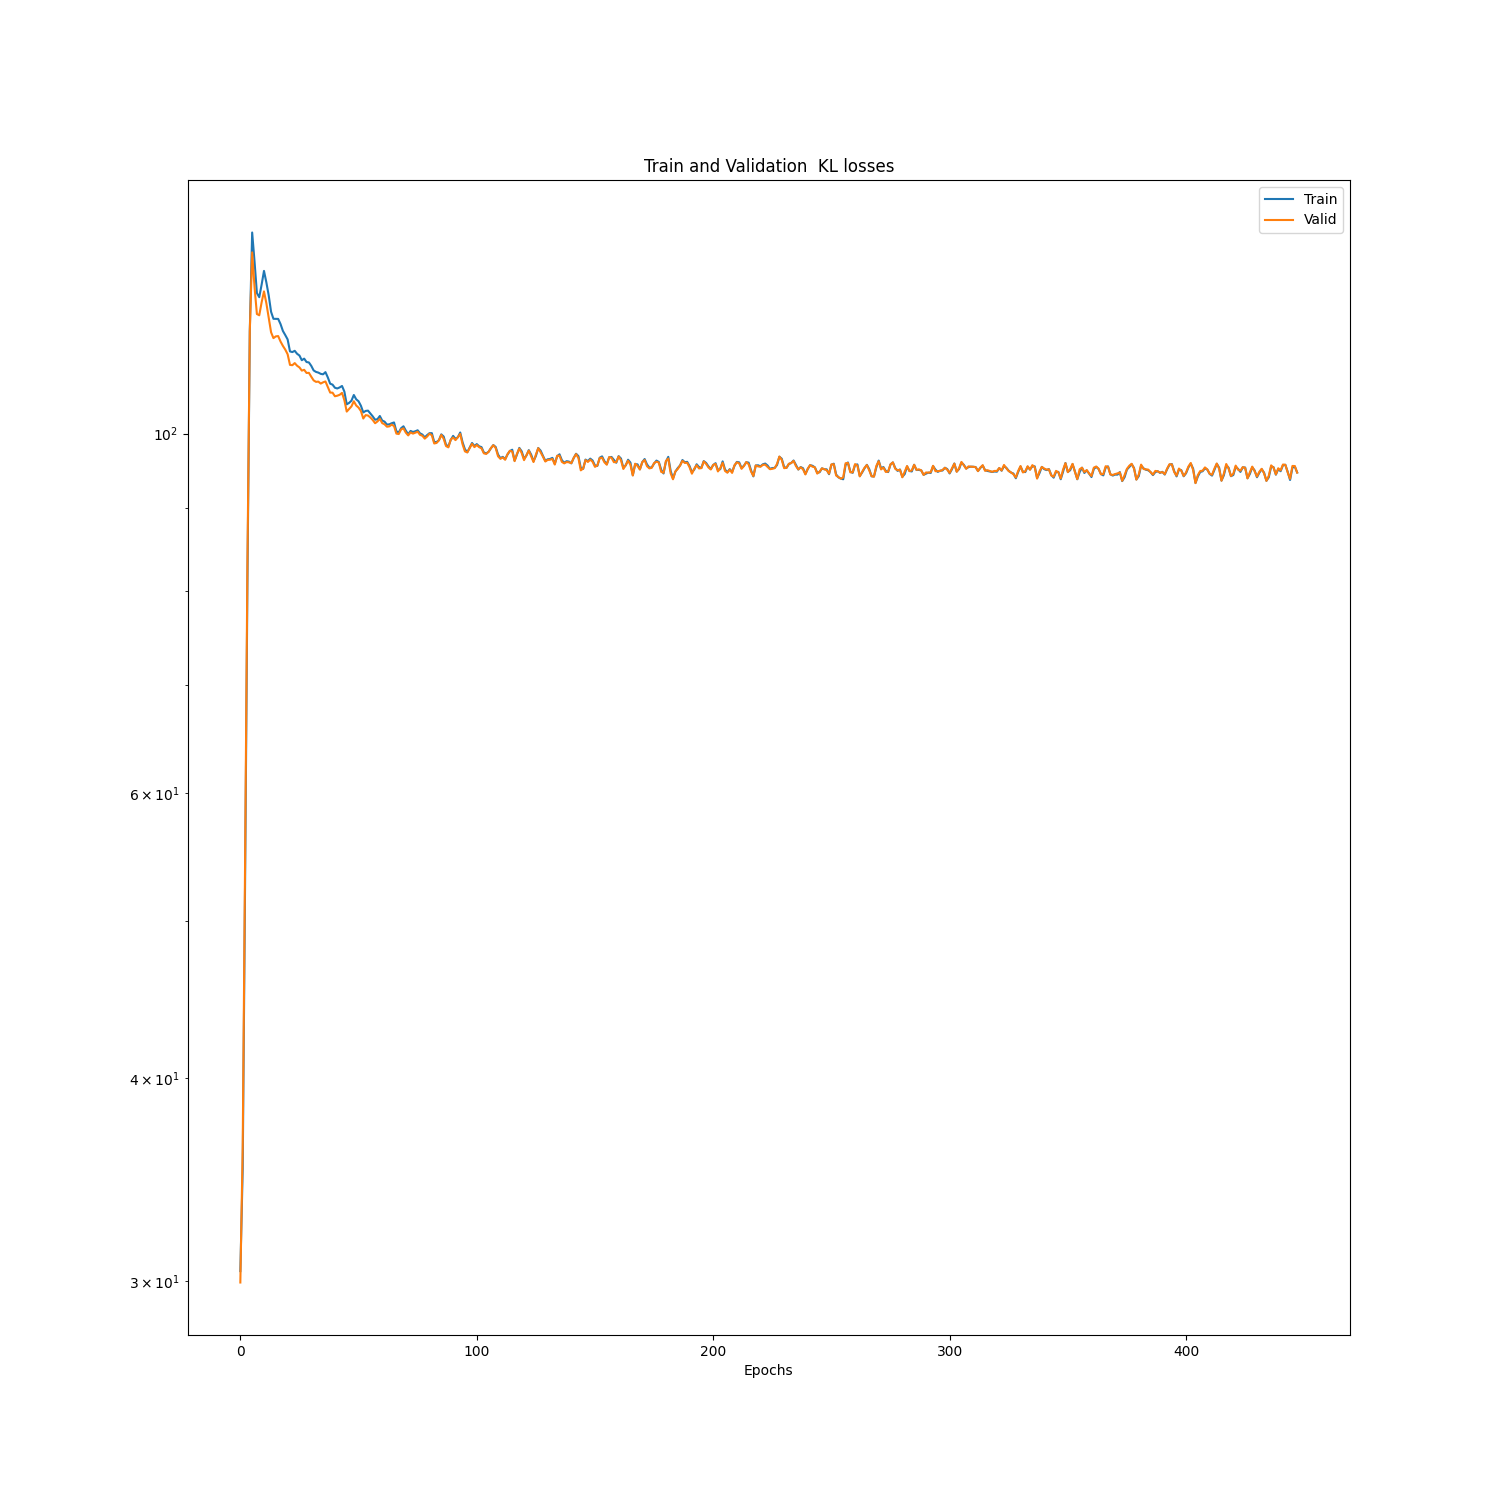 Train and Validation  KL losses
Train
Valid
10²
6 × 10¹
4 × 10¹
3 × 10¹
0 100 200 300 400
Epochs